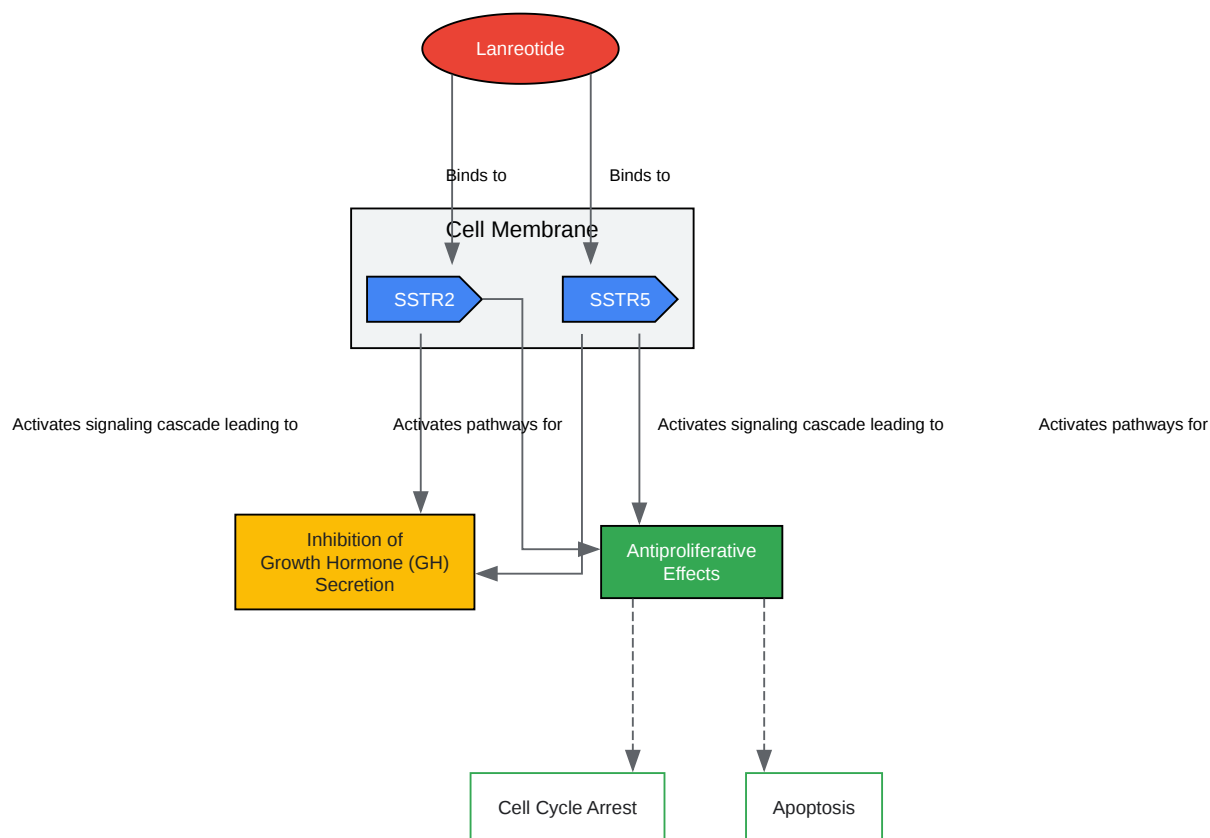 Lanreotide
Binds to
Binds to
Cell Membrane
SSTR2
SSTR5
Activates signaling cascade leading to
Activates pathways for
Activates signaling cascade leading to
Activates pathways for
Inhibition of
Growth Hormone (GH)
Secretion
Antiproliferative
Effects
Cell Cycle Arrest
Apoptosis